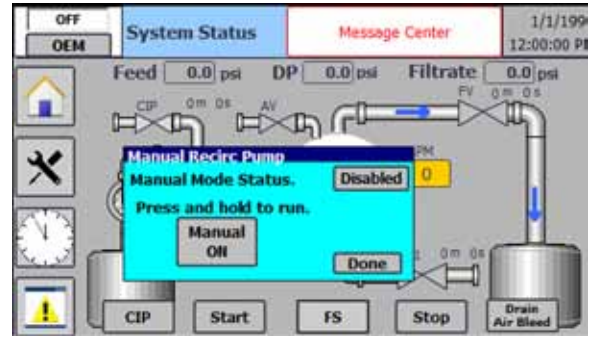 OFF
OEM
System Status
Message Center
1/1/199
12:00:00 P
Feed 0.0 psi DP 0.0 psi Filtrate 0.0 psi
CIP 0m 0s AV
FV 0m 0s
Manual Recirc Pump
Manual Mode Status. Disabled
PM
0
Press and hold to run.
Manual
ON
Done
0m 0s
CIP Start FS Stop
Drain
Air Bleed